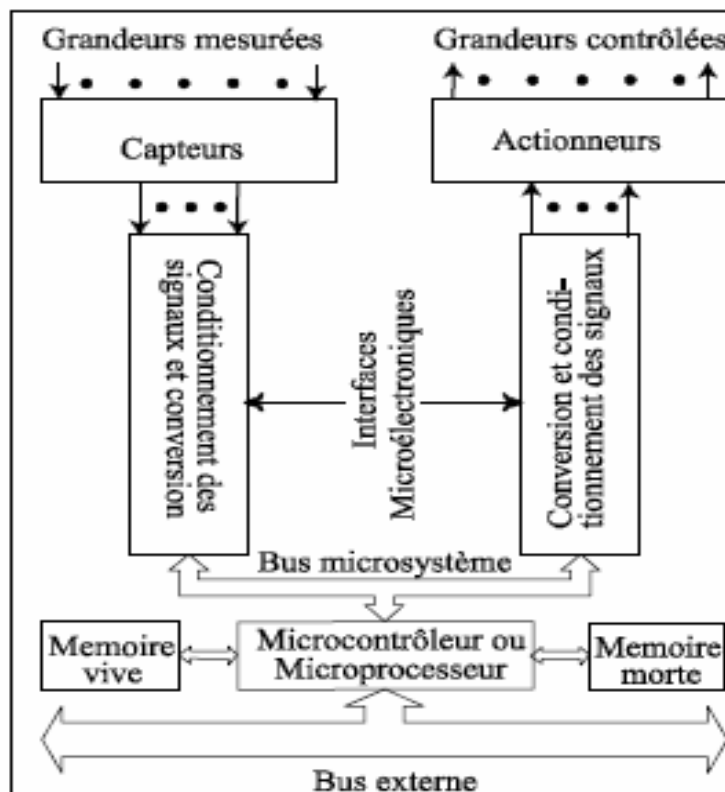 Grandeurs mesurées
Grandeurs contrôlées
Capteurs
Actionneurs
Conditionnement des
signaux et conversion
Interfaces
Microélectroniques
Conversion et condi-
tionnement des signaux
Bus microsystème
Memoire
vive
Microcontrôleur ou
Microprocesseur
Memoire
morte
Bus externe